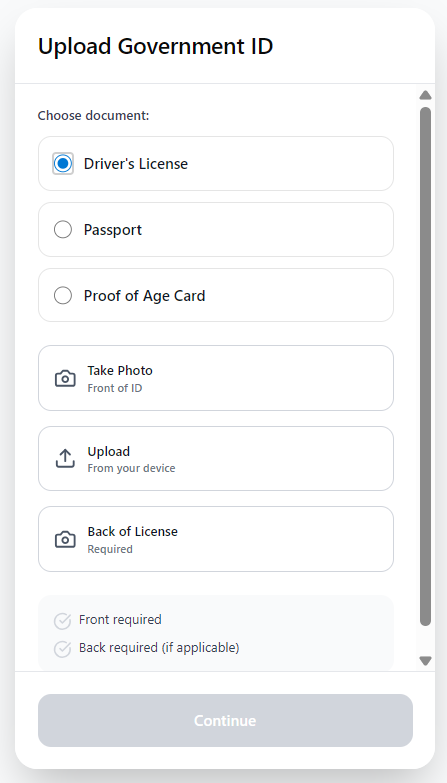 Upload Government ID
Choose document:
Driver's License
Passport
Proof of Age Card
Take Photo
Front of ID
Upload
From your device
Back of License
Required
Front required
Back required (if applicable)
Continue